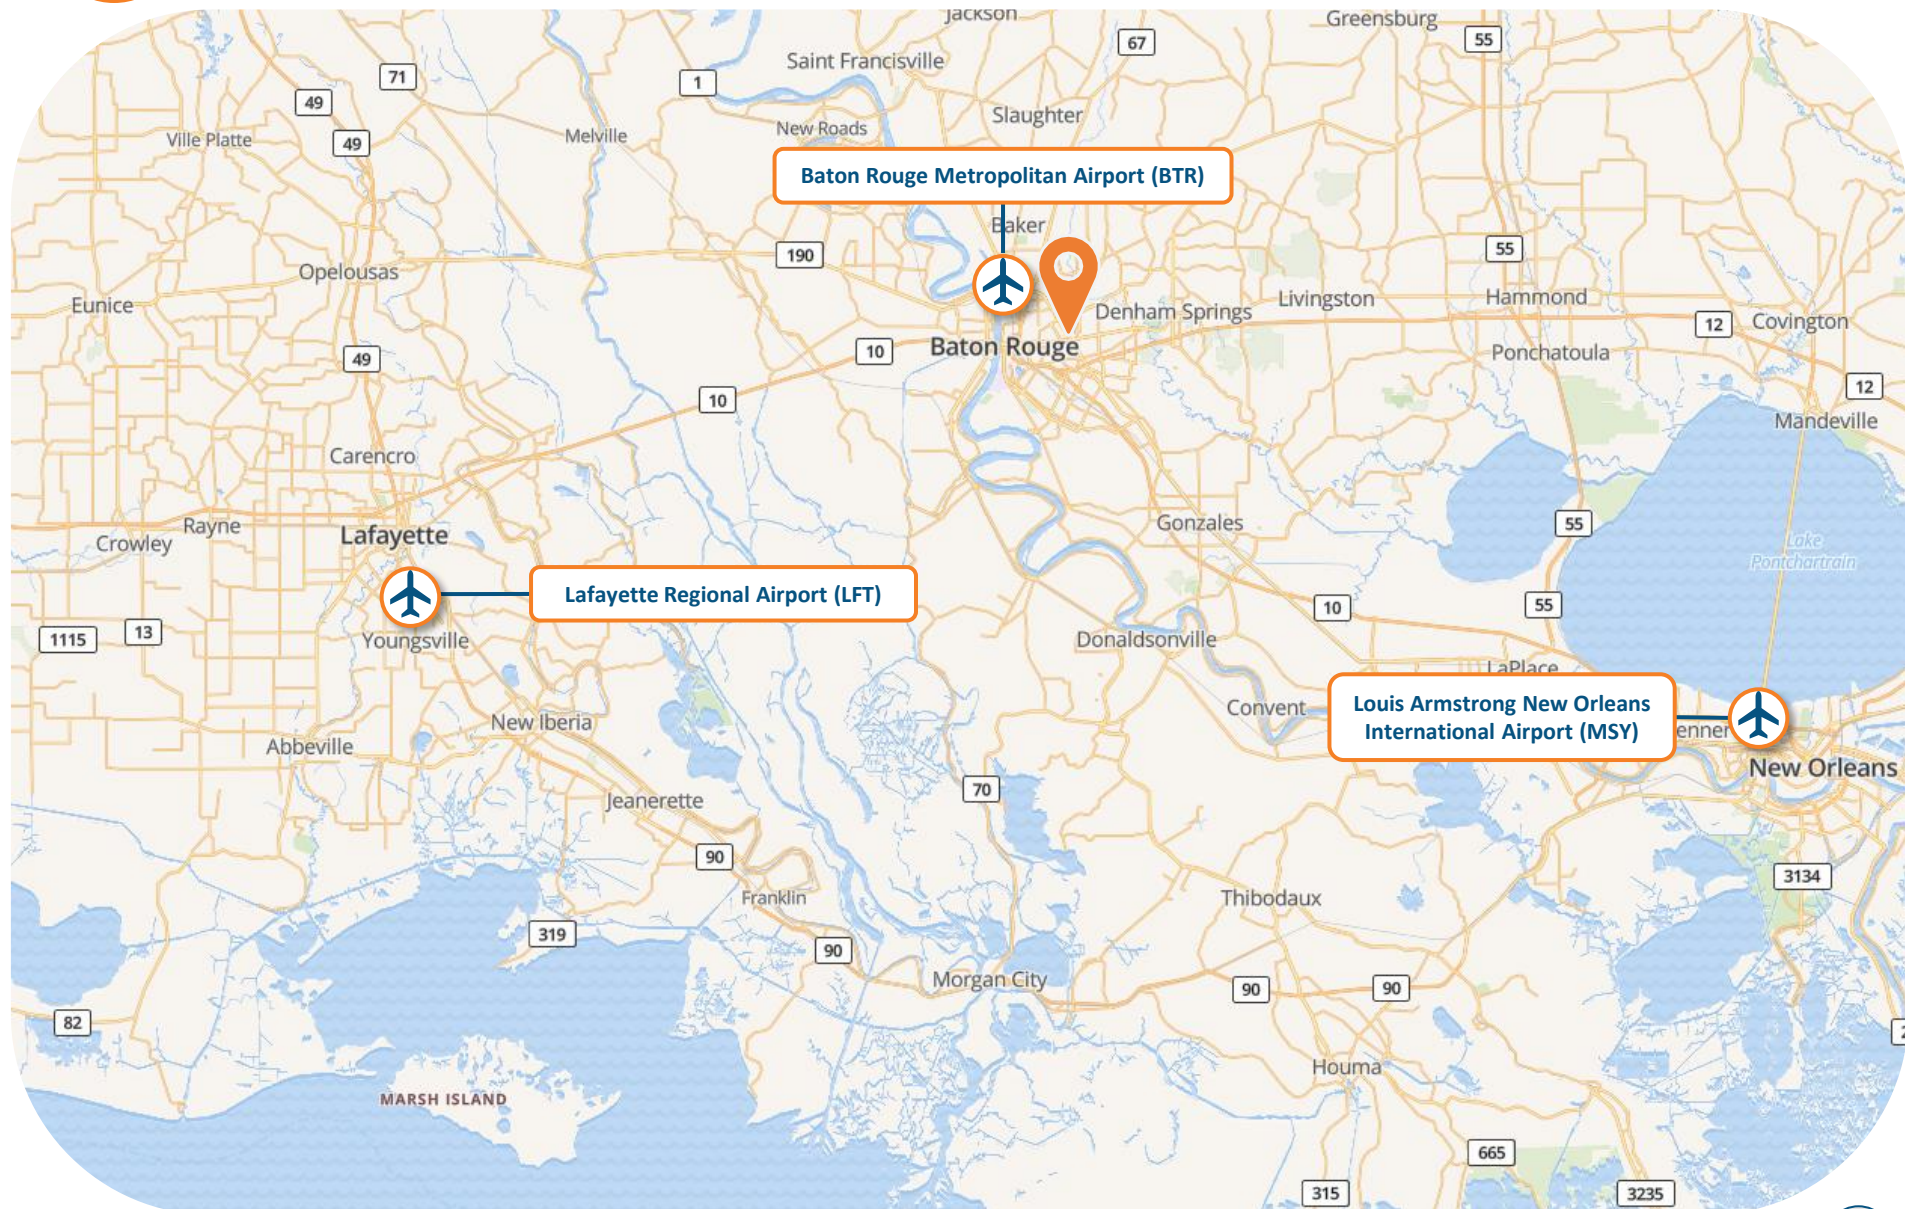 Jackson
Greensburg
67
55
Saint Francisville
71
1
49
Slaughter
New Roads
Melville
Ville Platte
49
Baton Rouge Metropolitan Airport (BTR)
Baker
190
55
Opelousas
Eunice
Denham Springs
Livingston
Hammond
12
Covington
49
10
Baton Rouge
Ponchatoula
12
10
Mandeville
Carencro
Rayne
Crowley
Lafayette
Gonzales
55
Lake
Pontchartrain
Lafayette Regional Airport (LFT)
10
55
1115
13
Youngsville
Donaldsonville
LaPlace
Convent
Louis Armstrong New Orleans
International Airport (MSY)
enner
New Iberia
Abbeville
New Orleans
70
Jeanerette
90
3134
Franklin
Thibodaux
319
90
Morgan City
90
90
82
2
Houma
MARSH ISLAND
665
315
3235